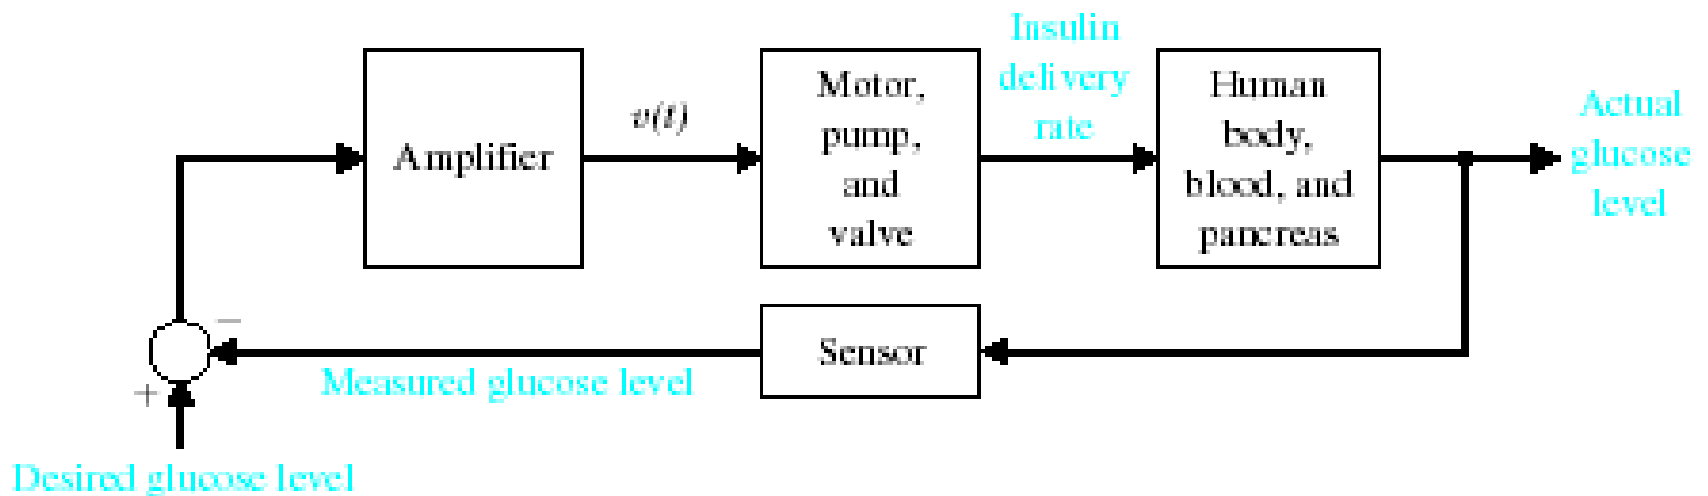 Amplifier
v(t)
Motor,
pump,
and
valve
Insulin
delivery
rate
Human
body,
blood, and
pancreas
Actual
glucose
level
−
+
Sensor
Measured glucose level
Desired glucose level